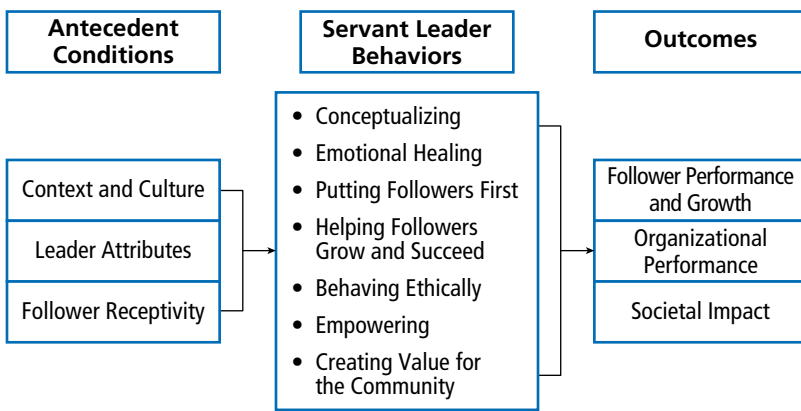 Antecedent
Conditions
Servant Leader
Behaviors
Outcomes
Context and Culture
Leader Attributes
Follower Receptivity
• Conceptualizing
• Emotional Healing
• Putting Followers First
• Helping Followers
Grow and Succeed
• Behaving Ethically
• Empowering
• Creating Value for
the Community
Follower Performance
and Growth
Organizational
Performance
Societal Impact